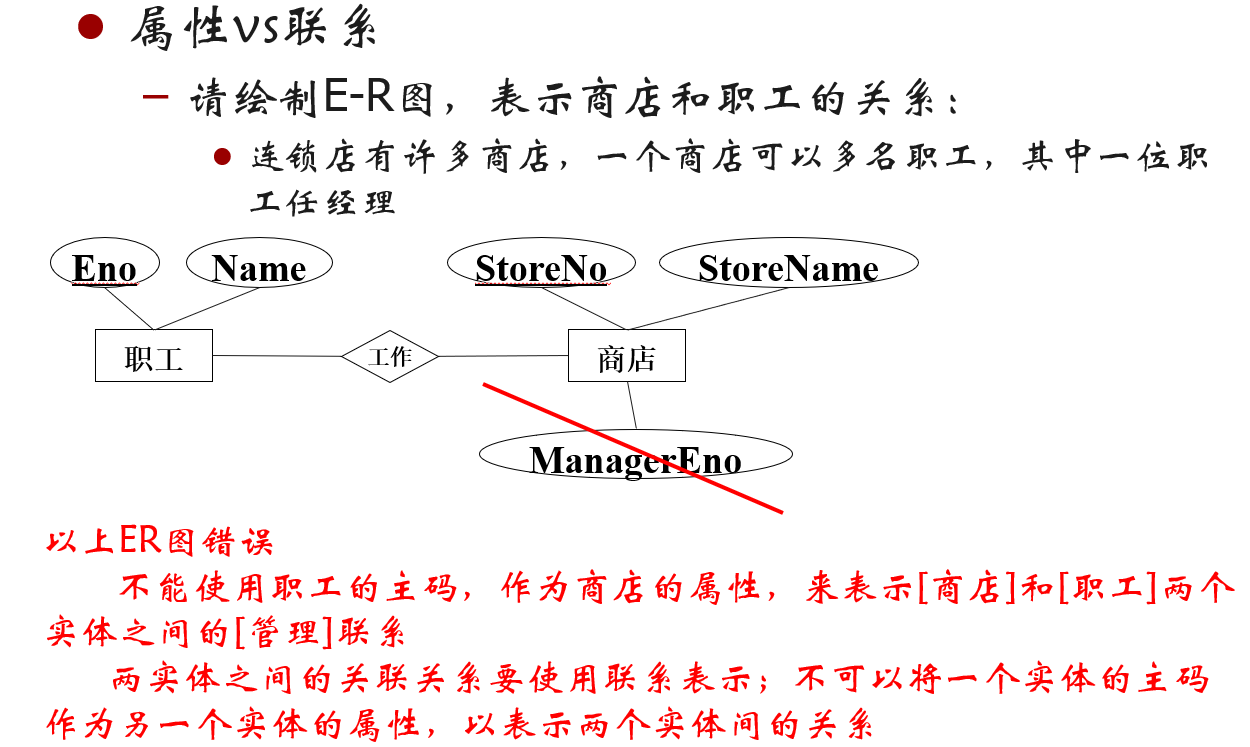 属性vs联系
– 请绘制E-R图，表示商店和职工的关系：
连锁店有许多商店，一个商店可以多名职工，其中一位职
工任经理
Eno Name StoreNo StoreName
职工 工作 商店
ManagerEno
以上ER图错误
不能使用职工的主码，作为商店的属性，来表示[商店]和[职工]两个
实体之间的[管理]联系
两实体之间的关联关系要使用联系表示；不可以将一个实体的主码
作为另一个实体的属性，以表示两个实体间的关系